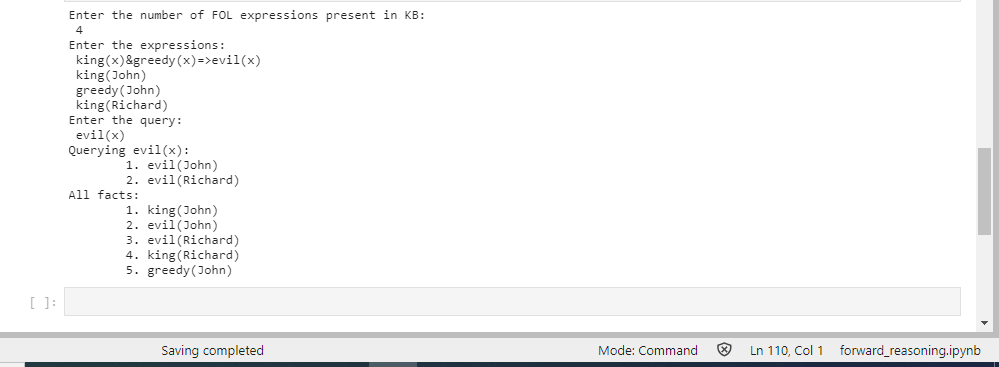 Enter the number of FOL expressions present in KB:
4
Enter the expressions:
king(x)&greedy(x)=>evil(x)
king(John)
greedy(John)
king(Richard)
Enter the query:
evil(x)
Querying evil(x):
1. evil(John)
2. evil(Richard)
All facts:
1. king(John)
2. evil(John)
3. evil(Richard)
4. king(Richard)
5. greedy(John)
[ ]:
Saving completed Mode: Command Ln 110, Col 1 forward_reasoning.ipynb